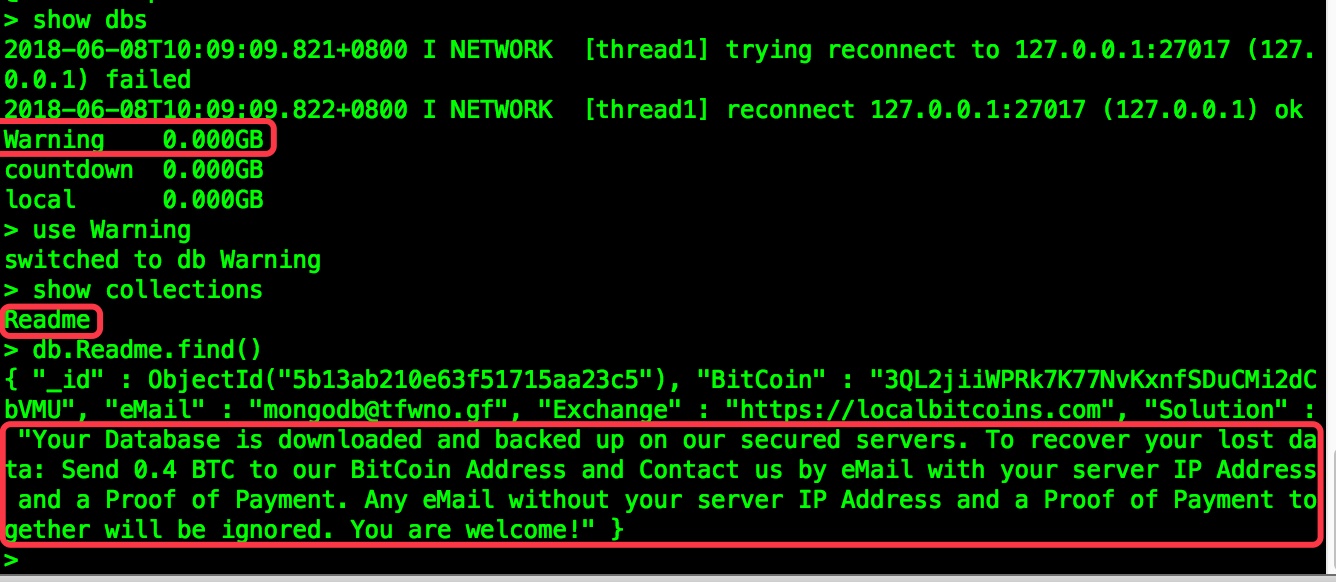 > show dbs
2018-06-08T10:09:09.821+0800 I NETWORK  [thread1] trying reconnect to 127.0.0.1:27017 (127.
0.0.1) failed
2018-06-08T10:09:09.822+0800 I NETWORK  [thread1] reconnect 127.0.0.1:27017 (127.0.0.1) ok
Warning    0.000GB
countdown  0.000GB
local      0.000GB
> use Warning
switched to db Warning
> show collections
Readme
> db.Readme.find()
{ "_id" : ObjectId("5b13ab210e63f51715aa23c5"), "BitCoin" : "3QL2jiiWPRk7K77NvKxnfSDuCMi2dC
bVMU", "eMail" : "mongodb@tfwno.gf", "Exchange" : "https://localbitcoins.com", "Solution" :
 "Your Database is downloaded and backed up on our secured servers. To recover your lost da
ta: Send 0.4 BTC to our BitCoin Address and Contact us by eMail with your server IP Address
 and a Proof of Payment. Any eMail without your server IP Address and a Proof of Payment to
gether will be ignored. You are welcome!" }
>